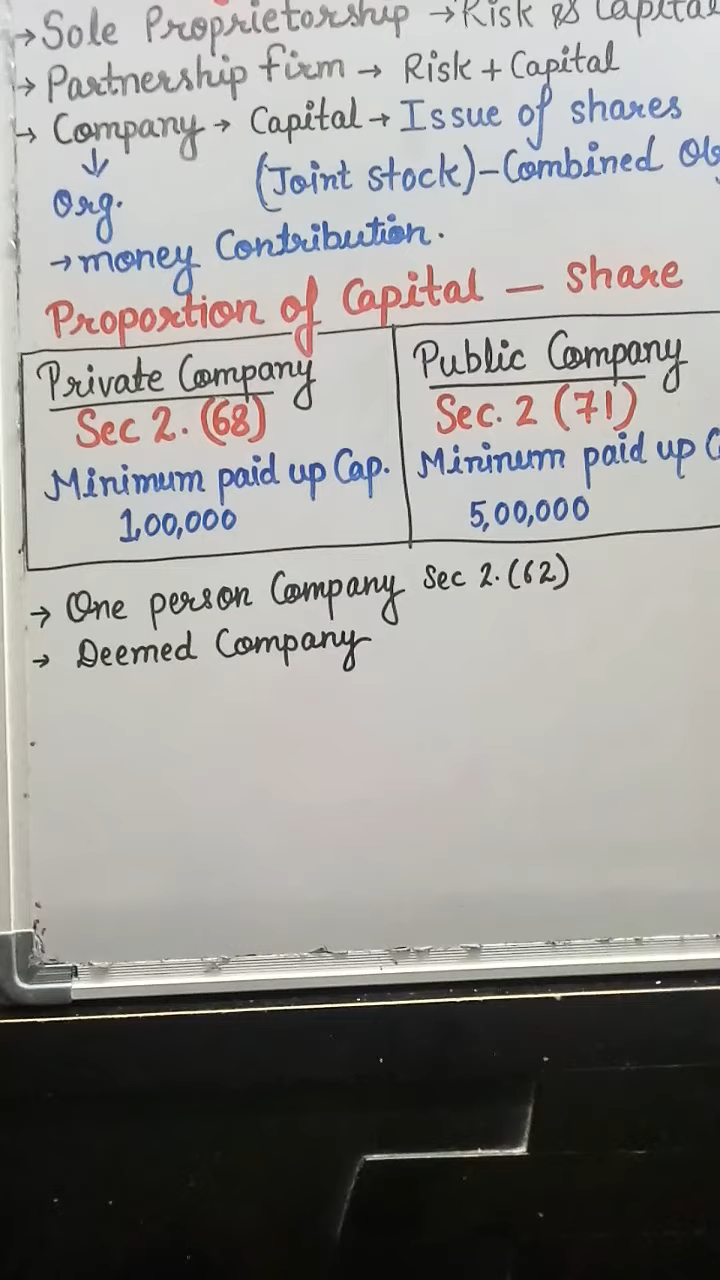 → Sole Proprietorship → Risk & Capital
→ Partnership firm → Risk + Capital
→ Company → Capital → Issue of shares
↓ (Joint stock) - Combined
Org.
→ money Contribution.
Proportion of Capital — Share
Private Company
Sec 2. (68)
Minimum paid up Cap.
1,00,000
Public Company
Sec. 2 (71)
Mininum paid up
5,00,000
→ One person Company Sec 2. (62)
→ Deemed Company